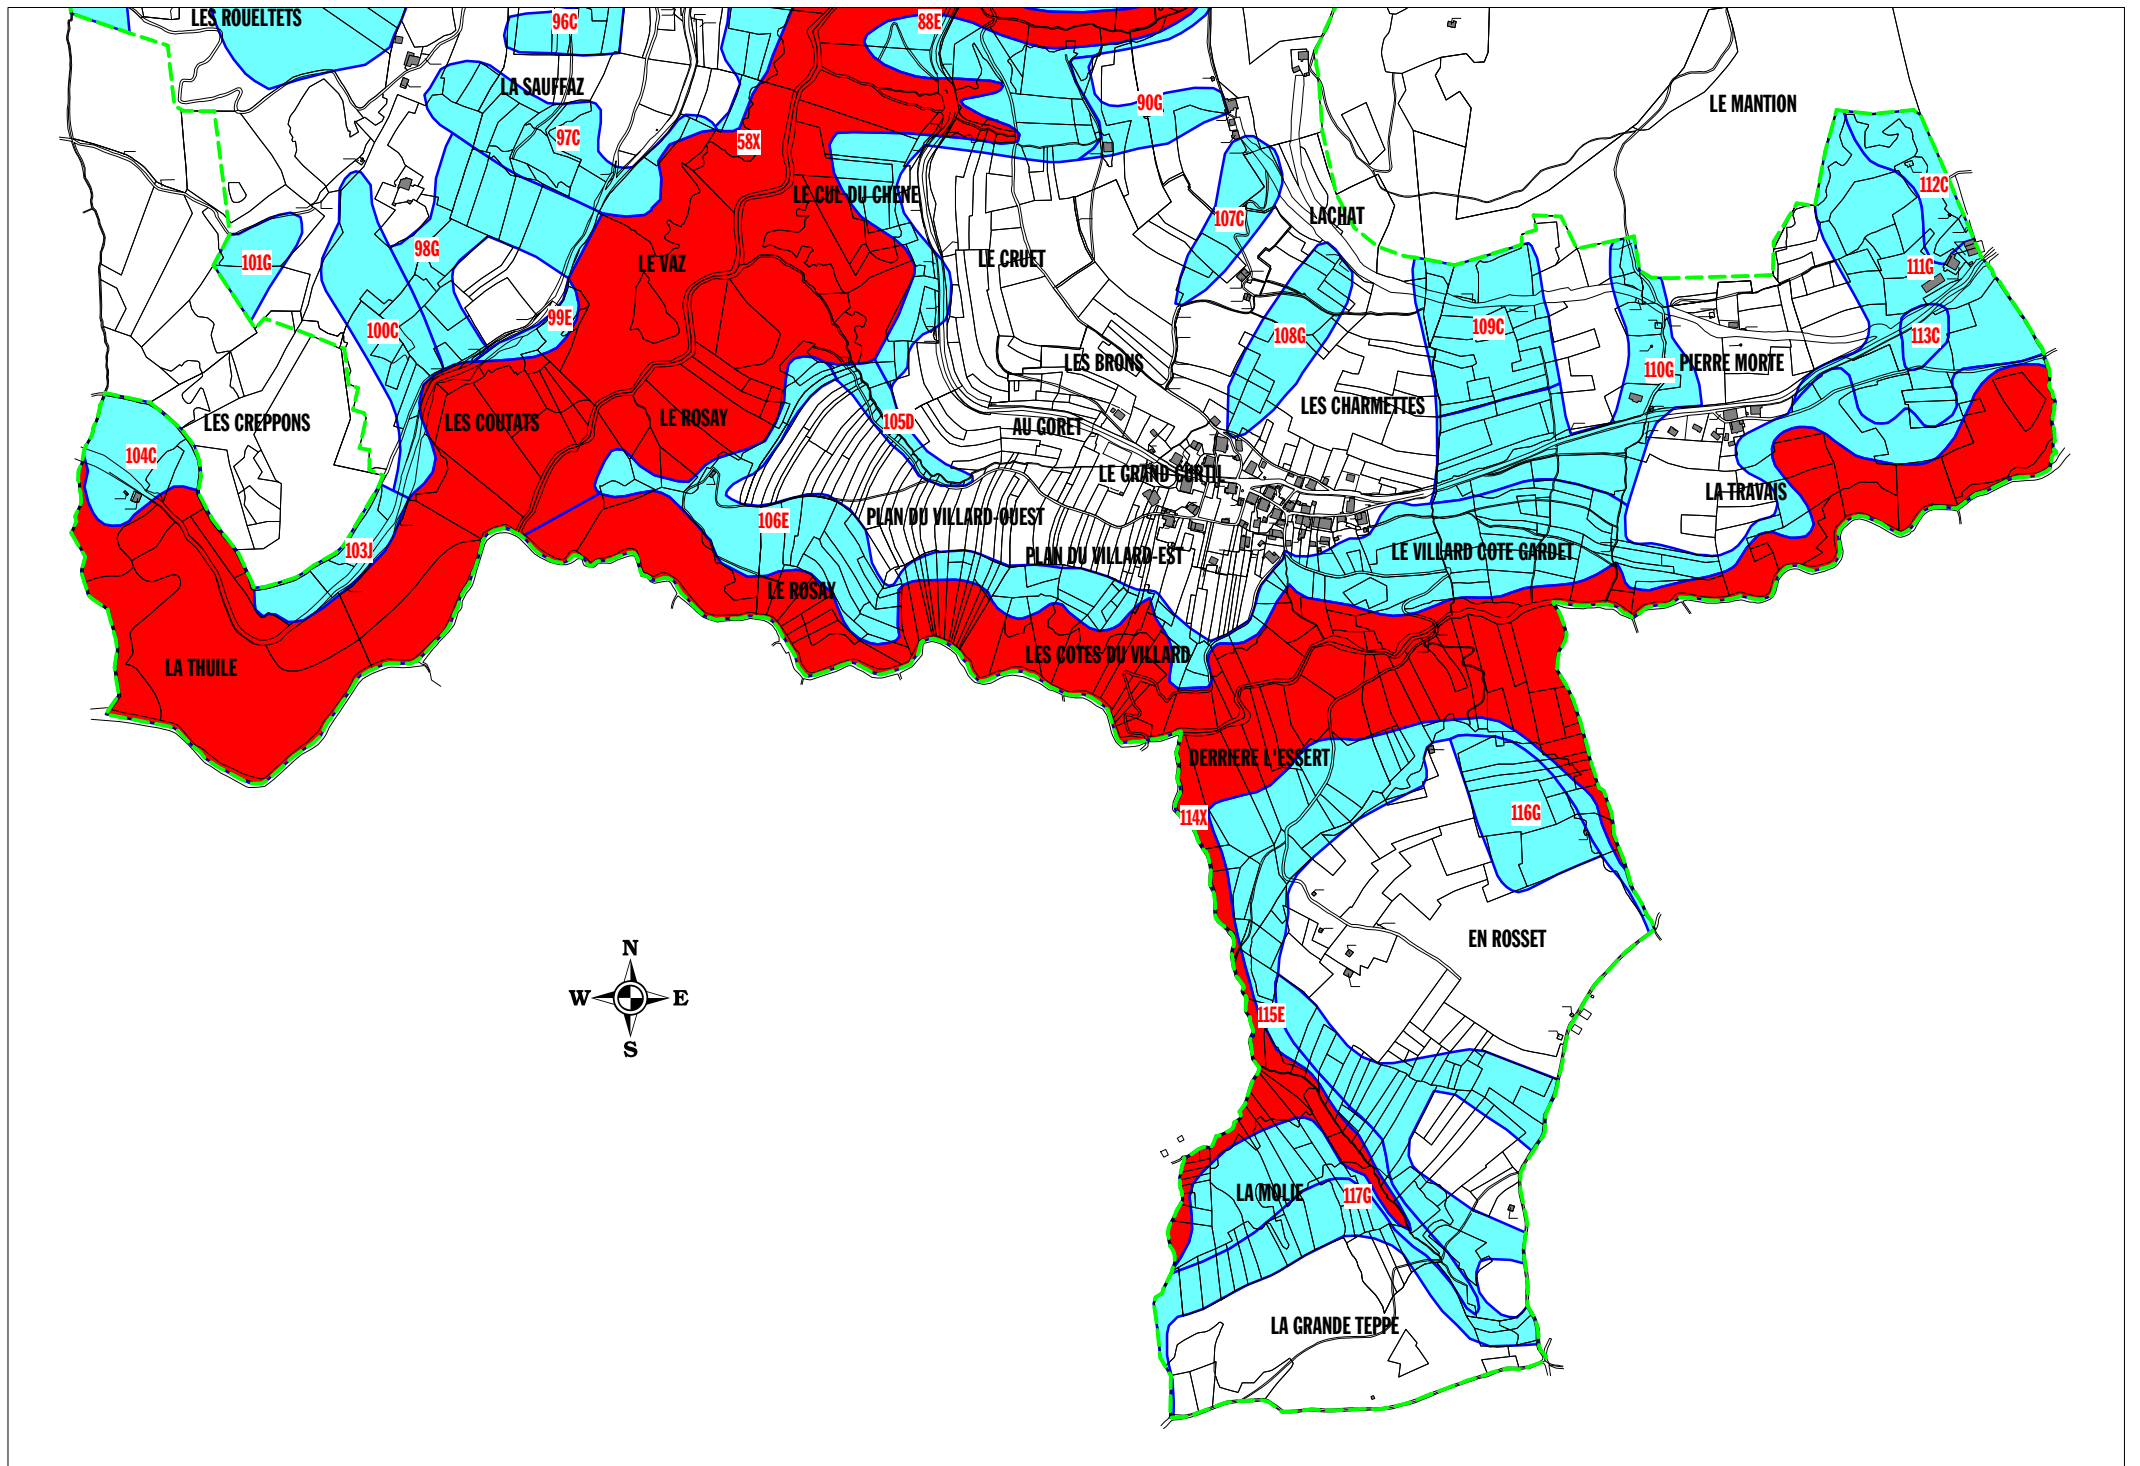 LES ROUELTETS
96C
88E
LA SAUFFAZ
90G
LE MANTION
97C
58X
112C
LE CUL DU CHENE
107C
LACHAT
98G
LE CRUET
101G
LE VAZ
111G
99E
100C
109C
108G
113C
LES BRONS
PIERRE MORTE
110G
LES CHARMETTES
LES CREPPONS
LES COUTATS
LE ROSAY
105D
AU GORET
104C
LE GRAND CURTIL
LA TRAVAIS
106E
PLAN DU VILLARD-OUEST
103J
PLAN DU VILLARD-EST
LE VILLARD COTE GARDET
LE ROSAY
LES COTES DU VILLARD
LA THUILE
DERRIERE L'ESSERT
114X
116G
EN ROSSET
N
W E
S
115E
LA MOLIE
117G
LA GRANDE TEPPE